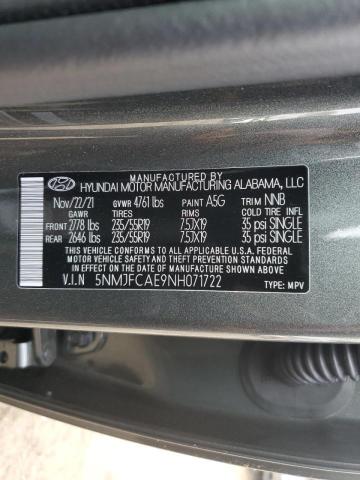 MANUFACTURED BY
HYUNDAI MOTOR MANUFACTURING ALABAMA, LLC
Nov/22/21 GVWR 4761 lbs PAINT A5G TRIM NNB
GAWR TIRES RIMS COLD TIRE INFL
FRONT 2778 lbs 235/55R19 7.5JX19 35 psi SINGLE
REAR 2646 lbs 235/55R19 7.5JX19 35 psi SINGLE
THIS VEHICLE CONFORMS TO ALL APPLICABLE U.S.A. FEDERAL
MOTOR VEHICLE SAFETY, BUMPER, AND THEFT PREVENTION
STANDARDS IN EFFECT ON THE DATE OF MANUFACTURE SHOWN ABOVE.
V.I.N 5NMJFCAE9NH071722 TYPE: MPV